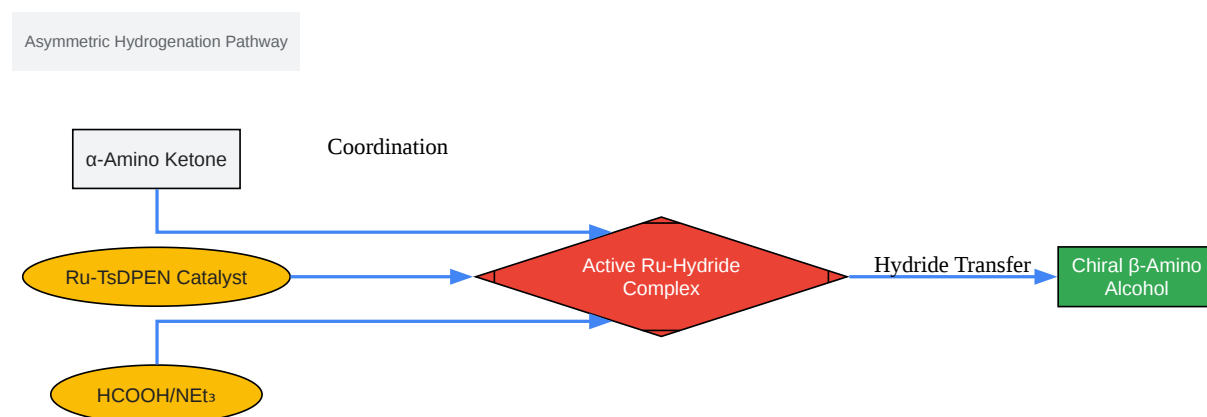 Asymmetric Hydrogenation Pathway
Coordination
α-Amino Ketone
Ru-TsDPEN Catalyst
Active Ru-Hydride
Complex
Hydride Transfer
Chiral β-Amino
Alcohol
HCOOH/NEt₃